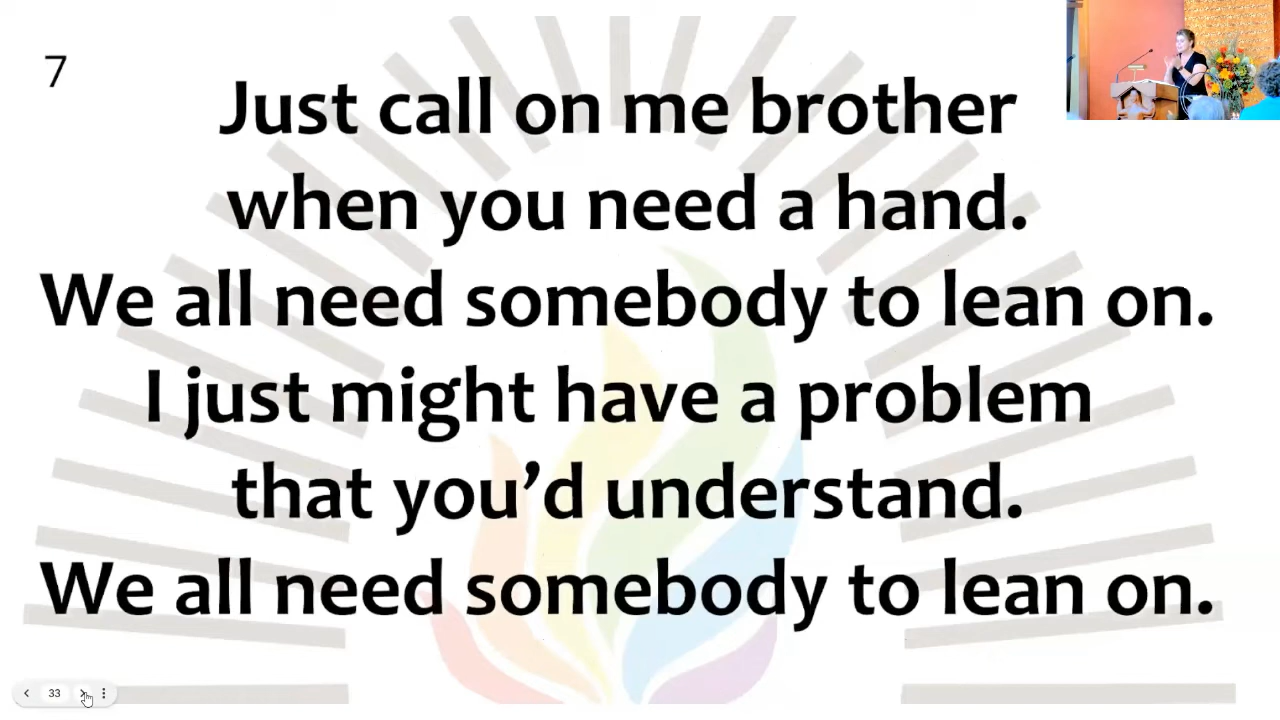 7
Just call on me brother
when you need a hand.
We all need somebody to lean on.
I just might have a problem
that you’d understand.
We all need somebody to lean on.
33